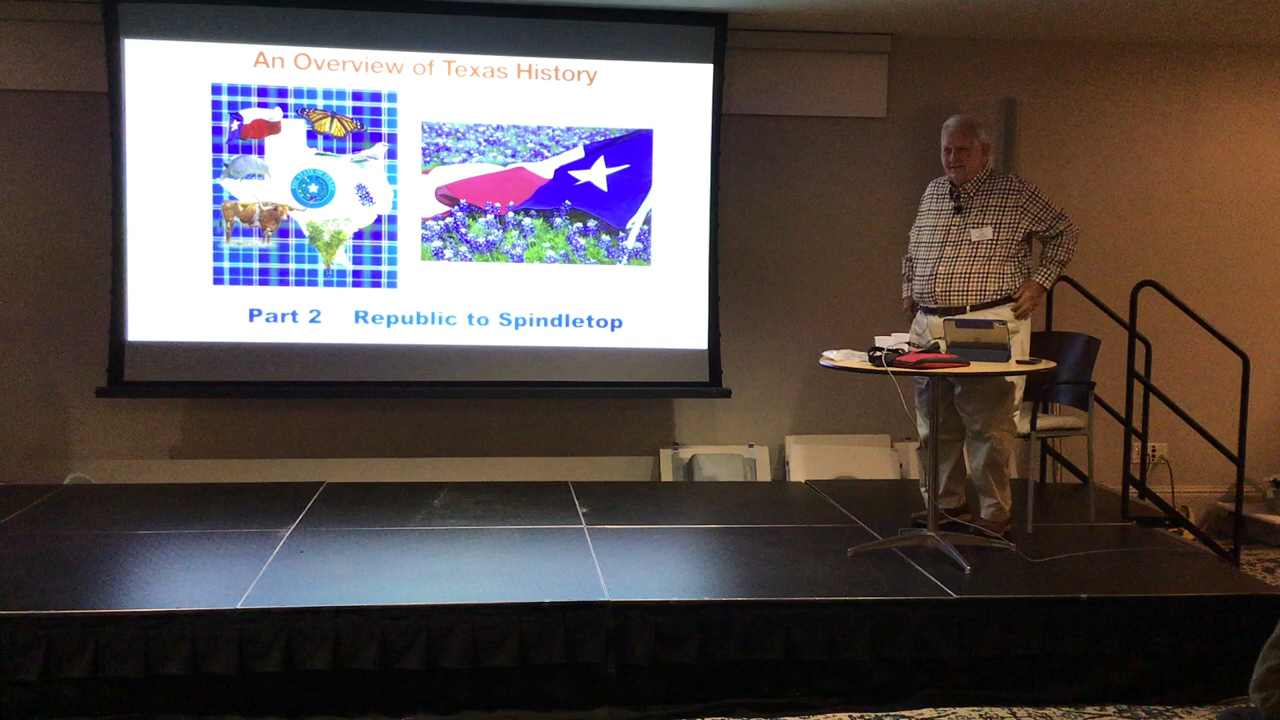 An Overview of Texas History
Part 2 Republic to Spindletop